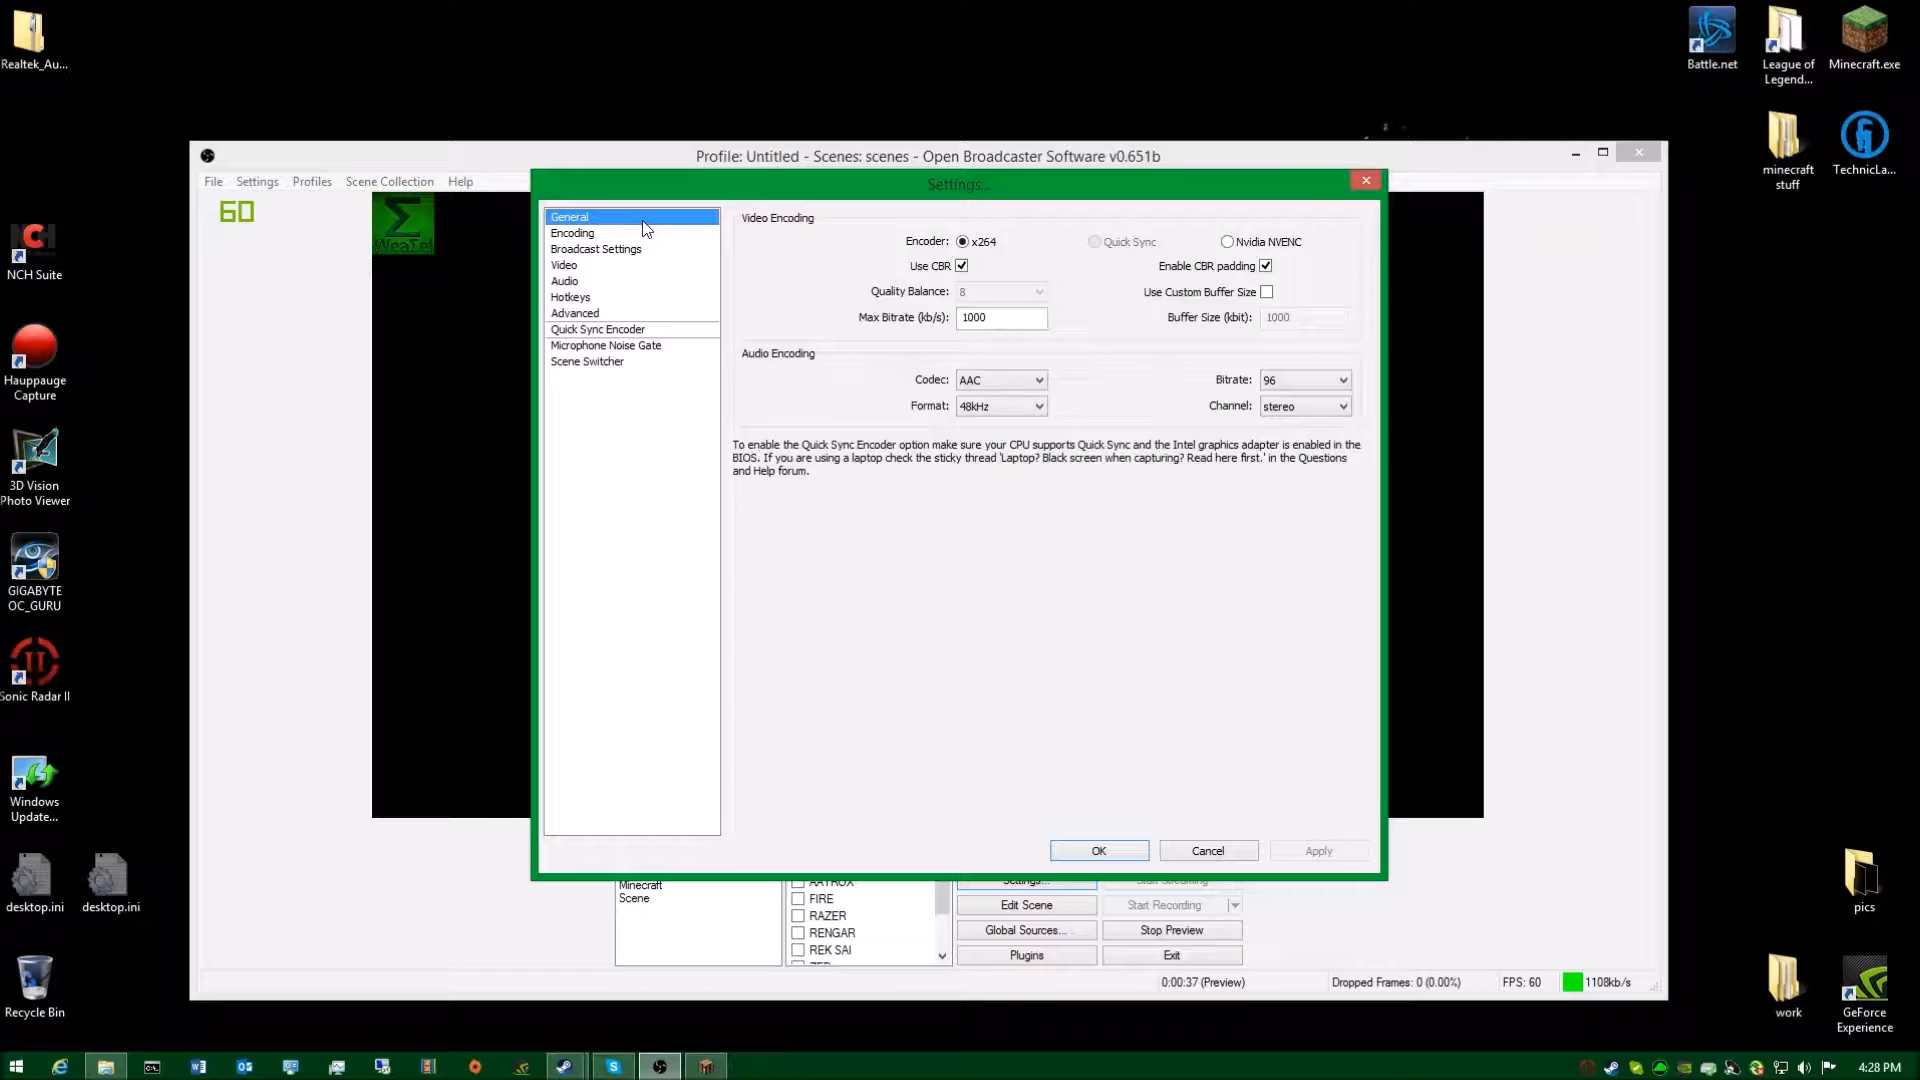 Realtek_Au...
Battle.net
League of
Legend...
Minecraft.exe
Profile: Untitled - Scenes: scenes - Open Broadcaster Software v0.651b
File Settings Profiles Scene Collection Help
60
Settings...
minecraft
stuff
TechnicLa...
NCH Suite
Hauppauge
Capture
3D Vision
Photo Viewer
GIGABYTE
OC_GURU
Sonic Radar II
Windows
Update...
desktop.ini
desktop.ini
Recycle Bin
General
Encoding
Broadcast Settings
Video
Audio
Hotkeys
Advanced
Quick Sync Encoder
Microphone Noise Gate
Scene Switcher
Video Encoding
Encoder: x264 Quick Sync Nvidia NVENC
Use CBR Enable CBR padding
Quality Balance: 8 Use Custom Buffer Size
Max Bitrate (kb/s): 1000 Buffer Size (kbit): 1000
Audio Encoding
Codec: AAC Bitrate: 96
Format: 48kHz Channel: stereo
To enable the Quick Sync Encoder option make sure your CPU supports Quick Sync and the Intel graphics adapter is enabled in the
BIOS. If you are using a laptop check the sticky thread 'Laptop? Black screen when capturing? Read here first.' in the Questions
and Help forum.
OK Cancel Apply
Minecraft
Scene
AATROX
FIRE
RAZER
RENGAR
REK SAI
Settings... Start Streaming
Edit Scene Start Recording
Global Sources... Stop Preview
Plugins Exit
0:00:37 (Preview) Dropped Frames: 0 (0.00%) FPS: 60 1108kb/s
pics
work
GeForce
Experience
4:28 PM